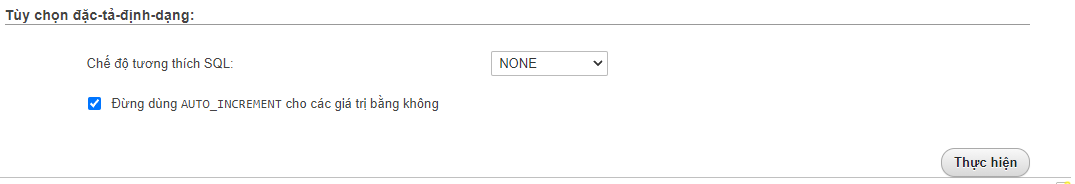 Tùy chọn đặc-tả-định-dạng:
Chế độ tương thích SQL: NONE
Đừng dùng AUTO_INCREMENT cho các giá trị bằng không
Thực hiện